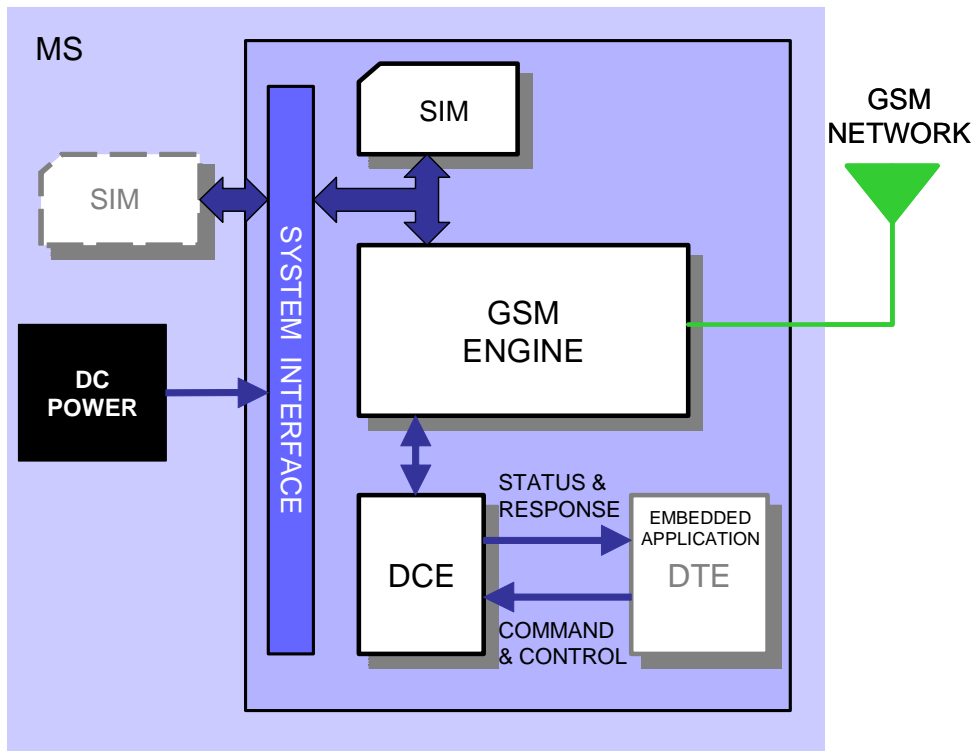 MS
SIM
GSM
NETWORK
SIM
SYSTEM INTERFACE
GSM
ENGINE
DC
POWER
STATUS &
RESPONSE
EMBEDDED
APPLICATION
DCE
DTE
COMMAND
& CONTROL